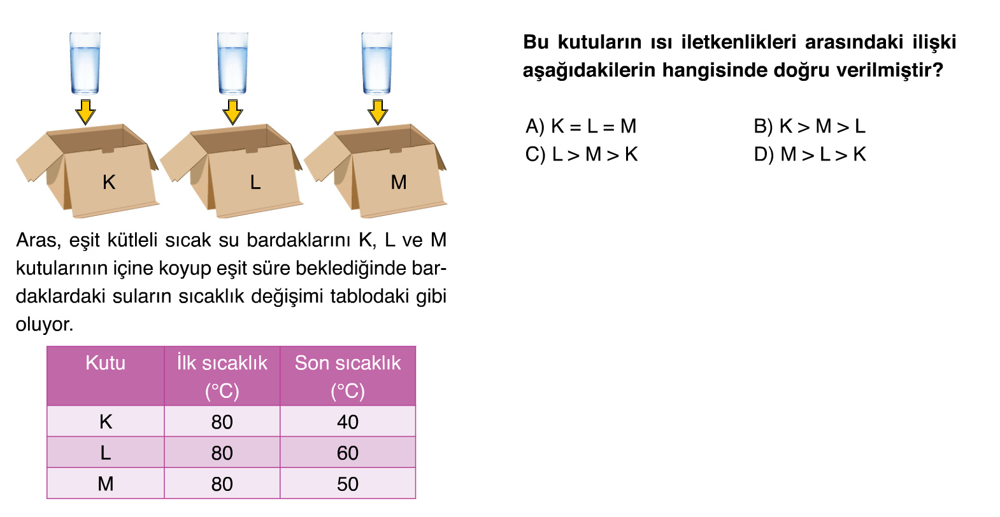 K
L
M
Aras, eşit kütleli sıcak su bardaklarını K, L ve M
kutularının içine koyup eşit süre beklediğinde bar-
daklardaki suların sıcaklık değişimi tablodaki gibi
oluyor.
Kutu İlk sıcaklık (°C) Son sıcaklık (°C)
K 80 40
L 80 60
M 80 50
Bu kutuların ısı iletkenlikleri arasındaki ilişki
aşağıdakilerin hangisinde doğru verilmiştir?
A) K = L = M B) K > M > L
C) L > M > K D) M > L > K